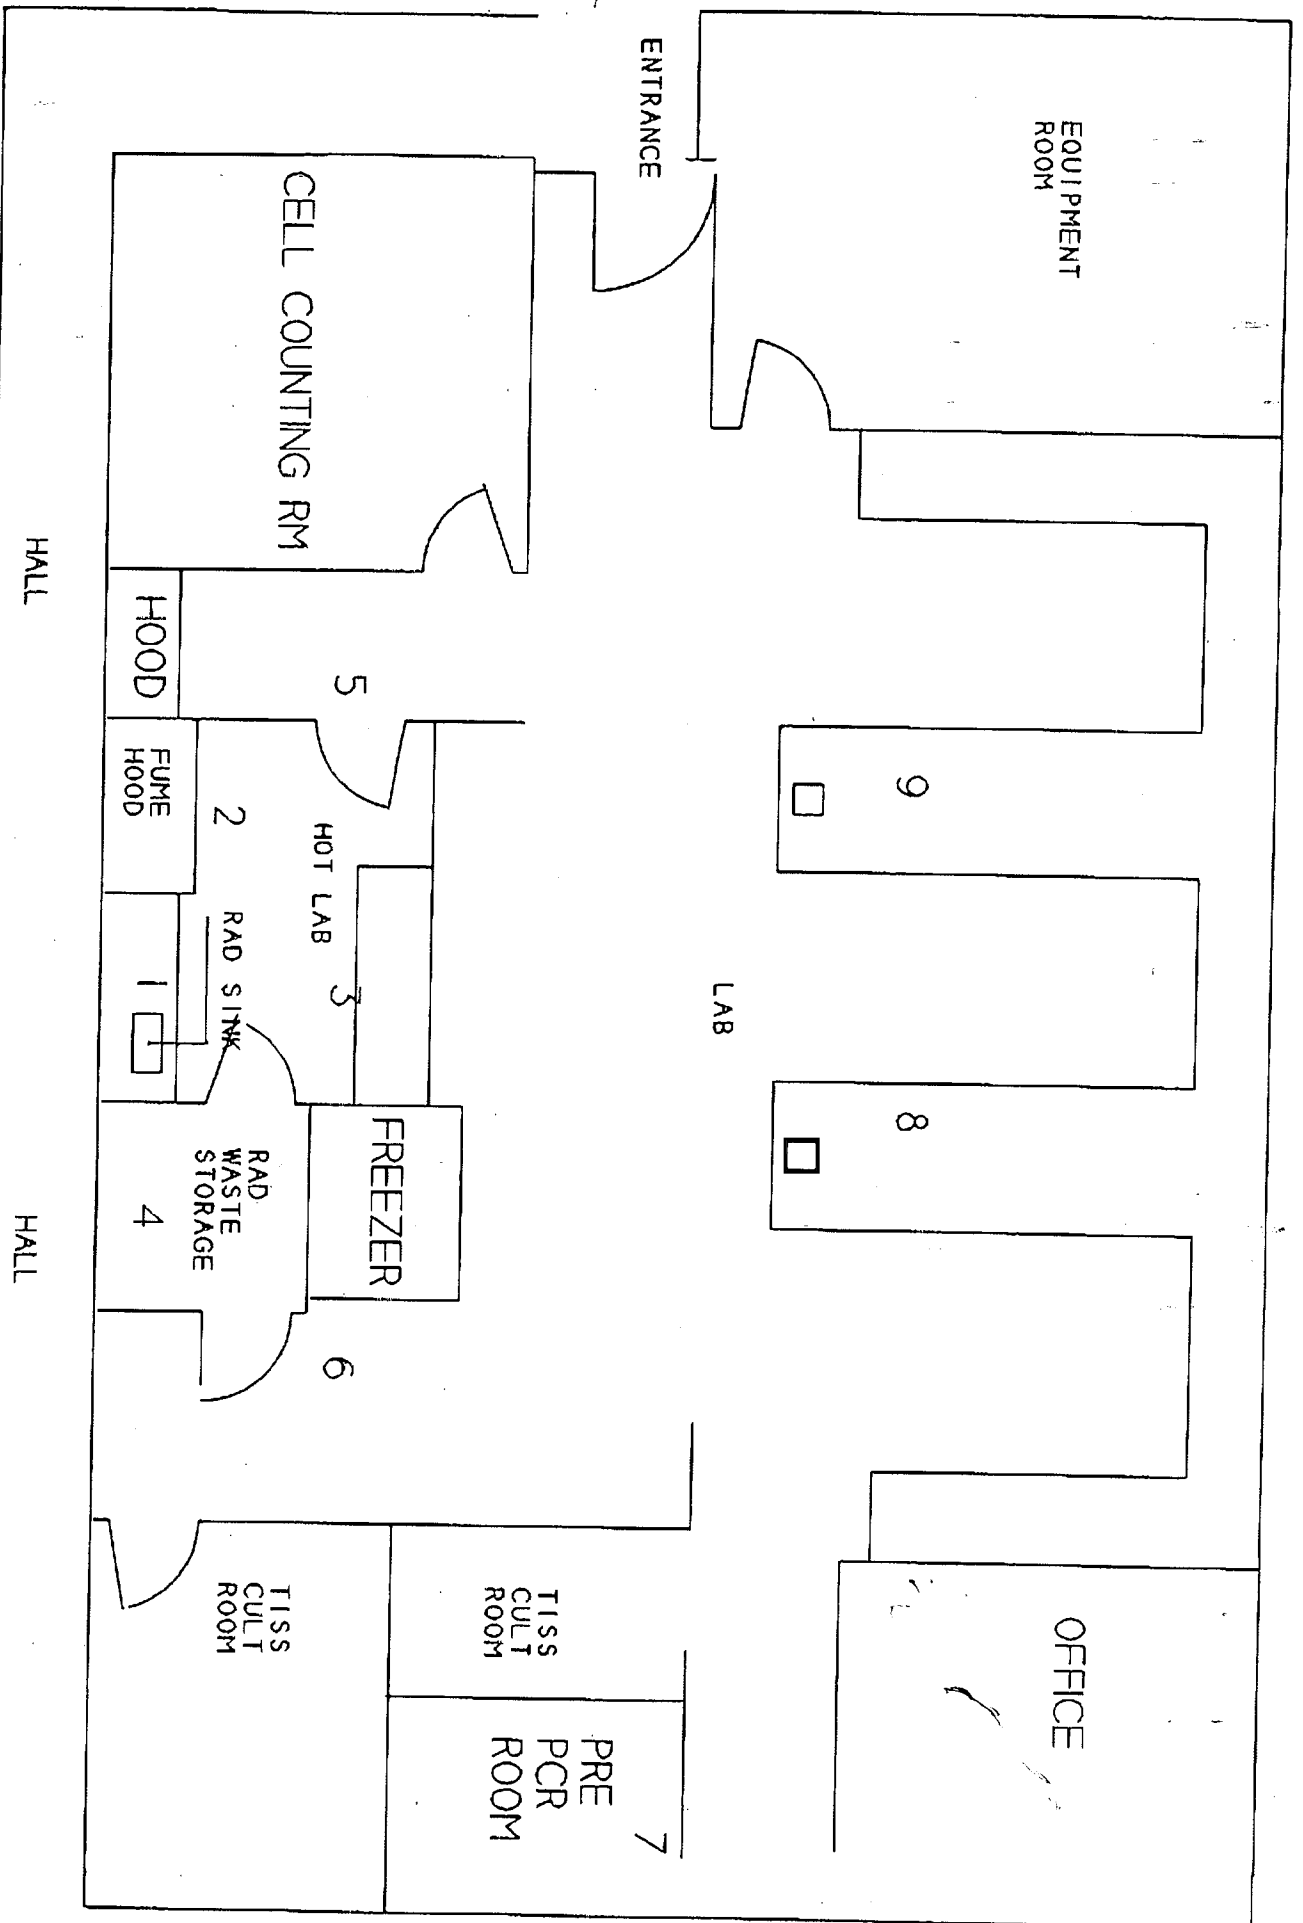 EQUIPMENT
ROOM
ENTRANCE
CELL COUNTING RM
HALL
HOOD
5
FUME
HOOD
2
HOT LAB
RAD SINK
1
3
9
LAB
8
FREEZER
RAD
WASTE
STORAGE
4
HALL
6
TISS
CULT
ROOM
TISS
CULT
ROOM
OFFICE
PRE
PCR
ROOM
7